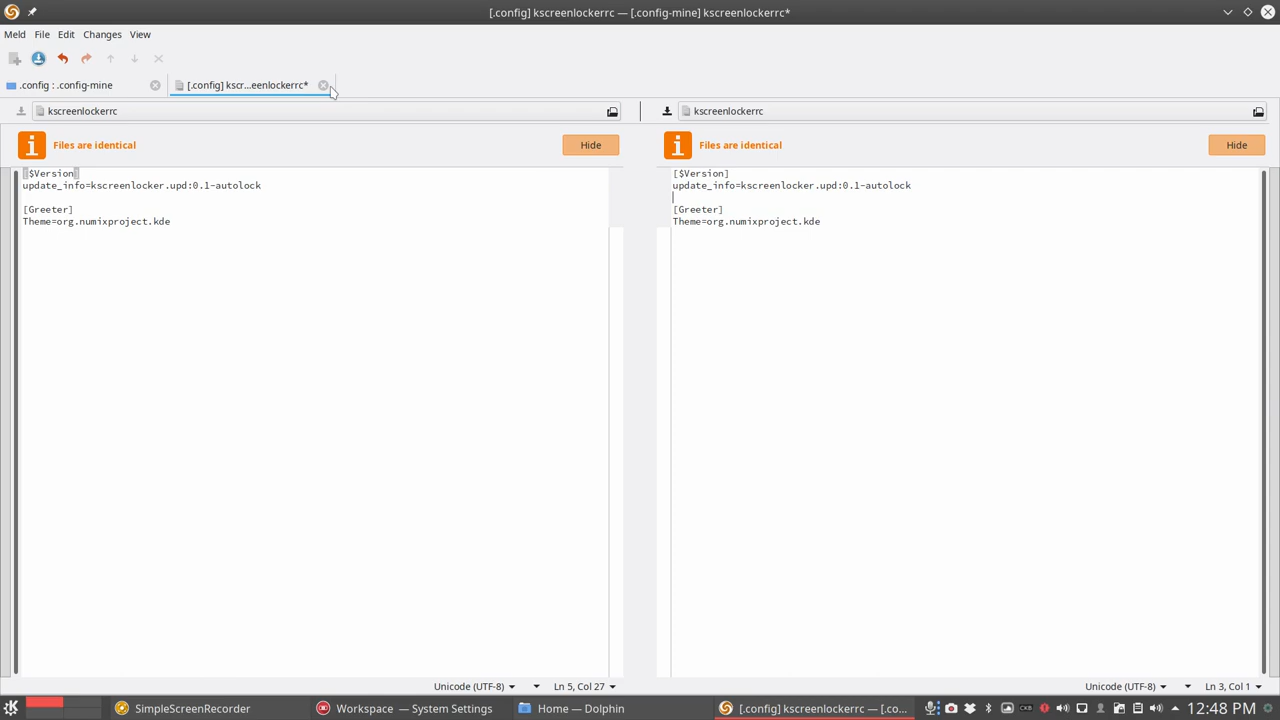 [.config] kscreenlockerrc — [.config-mine] kscreenlockerrc*
Meld File Edit Changes View
.config : .config-mine
[.config] kscr...eenlockerrc*
kscreenlockerrc
kscreenlockerrc
Files are identical
Hide
Files are identical
Hide
[$Version]
update_info=kscreenlocker.upd:0.1-autolock
[Greeter]
Theme=org.numixproject.kde
[$Version]
update_info=kscreenlocker.upd:0.1-autolock
[Greeter]
Theme=org.numixproject.kde
Unicode (UTF-8)
Ln 5, Col 27
Unicode (UTF-8)
Ln 3, Col 1
SimpleScreenRecorder
Workspace — System Settings
Home — Dolphin
[.config] kscreenlockerrc — [.co...
12:48 PM